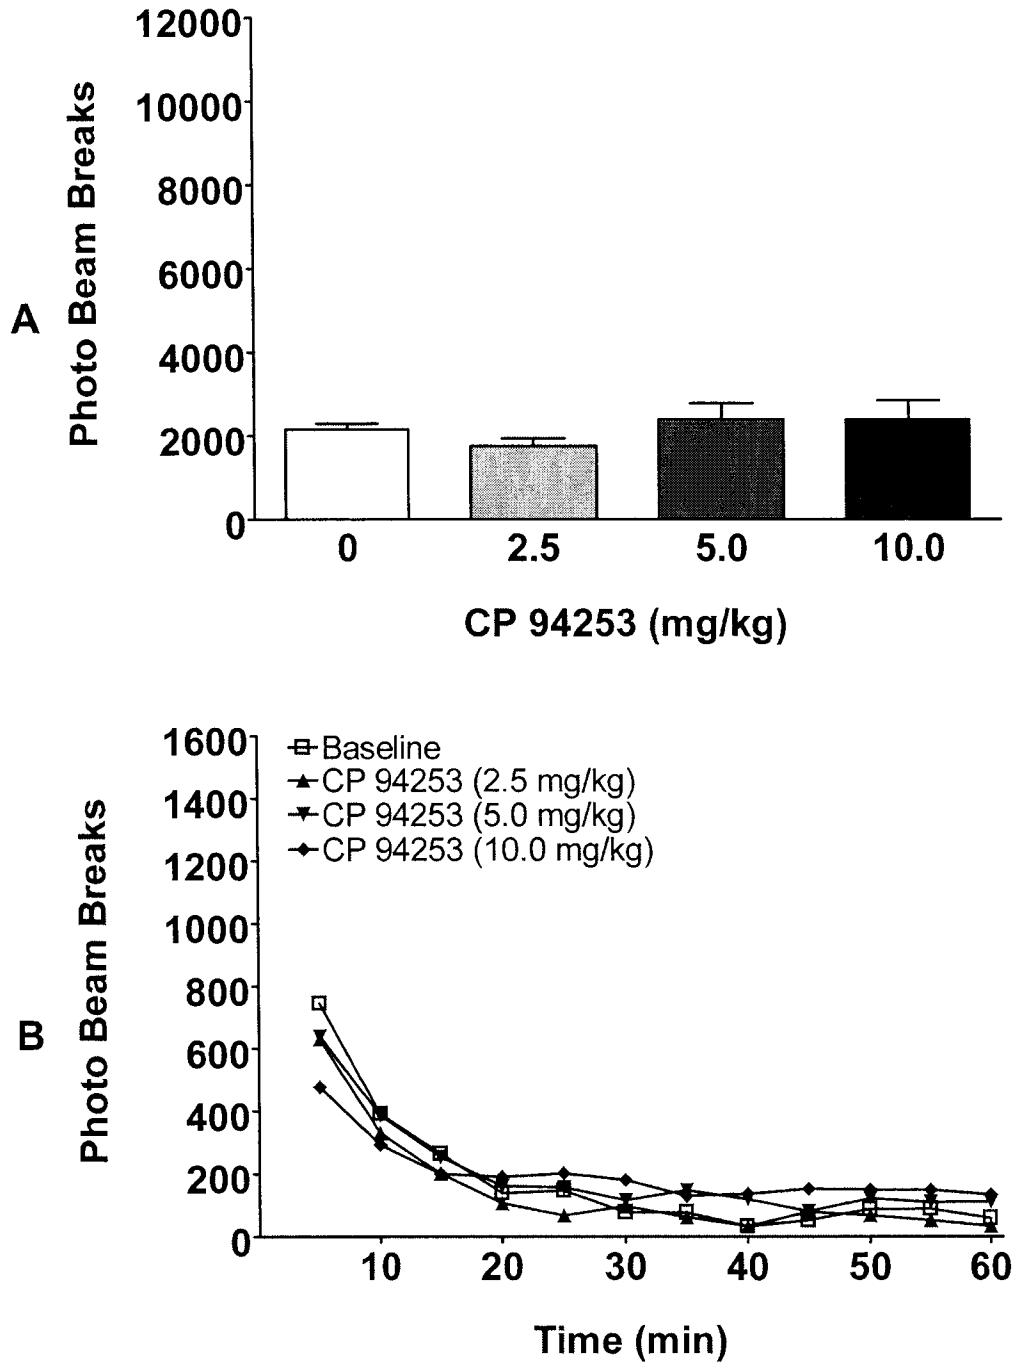 A
Photo Beam Breaks
12000
10000
8000
6000
4000
2000
0
0 2.5 5.0 10.0
CP 94253 (mg/kg)
B
Photo Beam Breaks
1600
1400
1200
1000
800
600
400
200
0
Baseline
CP 94253 (2.5 mg/kg)
CP 94253 (5.0 mg/kg)
CP 94253 (10.0 mg/kg)
10 20 30 40 50 60
Time (min)